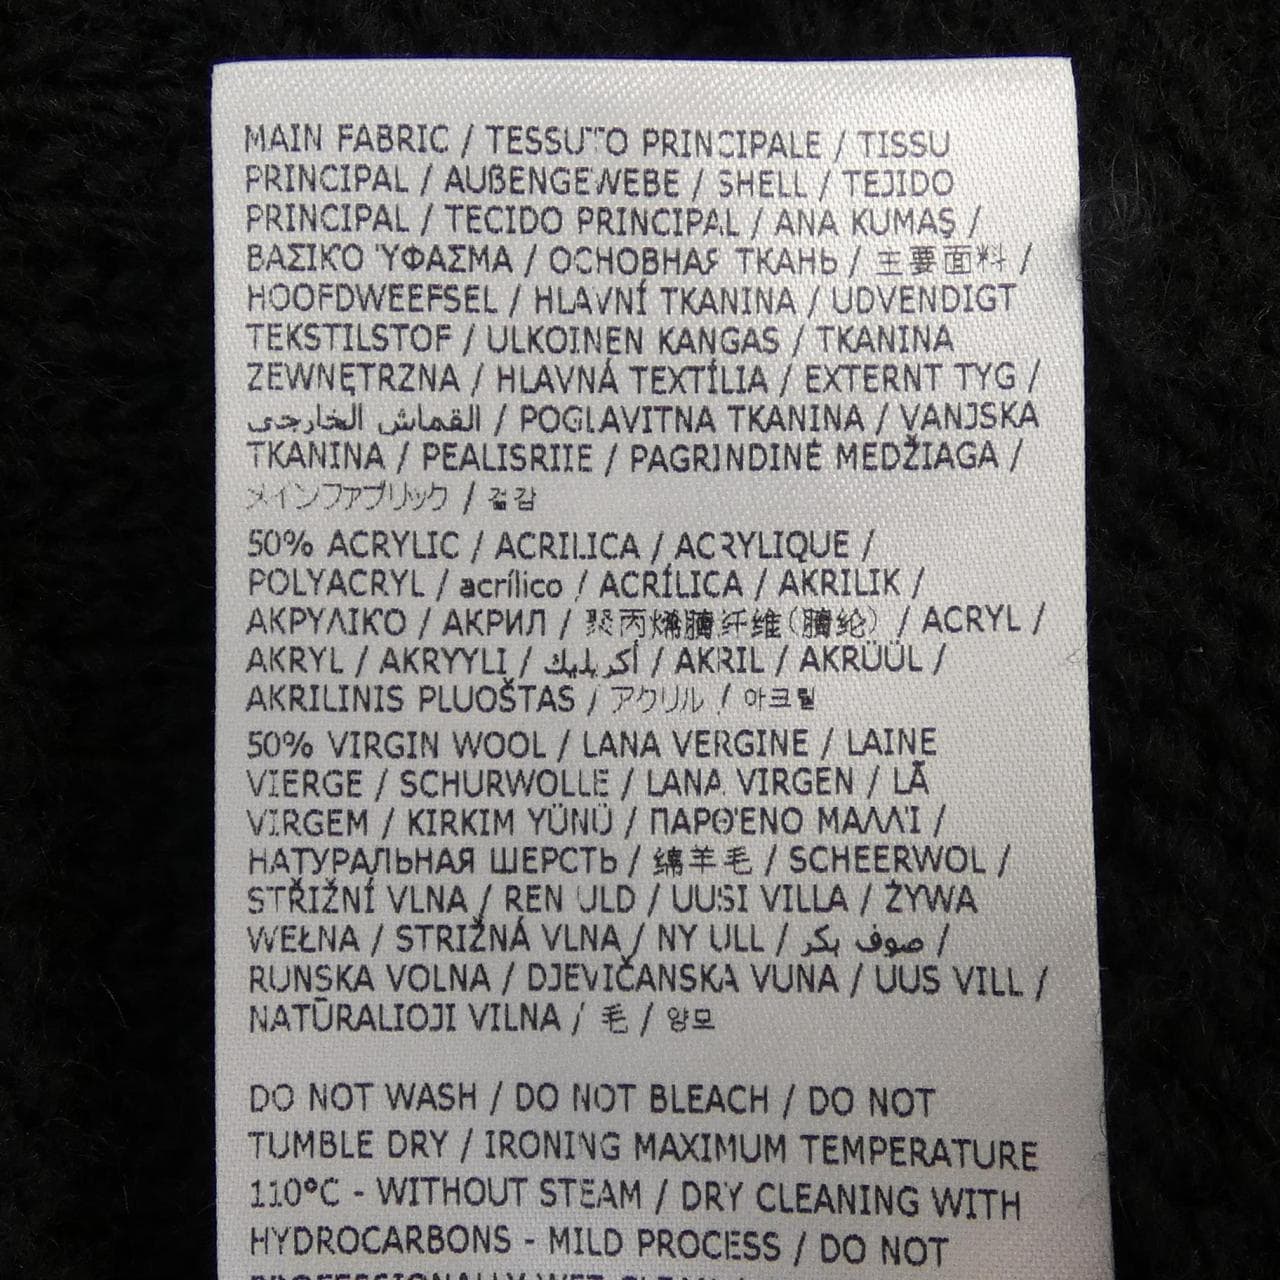 MAIN FABRIC / TESSUTO PRINCIPALE / TISSU
PRINCIPAL / AUßENGEWEBE / SHELL / TEJIDO
PRINCIPAL / TECIDO PRINCIPAL / ANA KUMAŞ /
ΒΑΣΙΚΌ ΎΦΑΣΜΑ / ОСНОВНАЯ ТКАНЬ / 主要面料 /
HOOFDWEEFSEL / HLAVNÍ TKANINA / UDVENDIGT
TEKSTILSTOF / ULKOINEN KANGAS / TKANINA
ZEWNĘTRZNA / HLAVNÁ TEXTÍLIA / EXTERNT TYG /
القماش الخارجي / POGLAVITNA TKANINA / VANJSKA
TKANINA / PEALISRIIE / PAGRINDINĖ MEDŽIAGA /
メインファブリック / 겉감
50% ACRYLIC / ACRILICA / ACRYLIQUE /
POLYACRYL / acrílico / ACRÍLICA / AKRILIK /
ΑΚΡΥΛΙΚΌ / АКРИЛ / 聚丙烯腈纤维(腈纶) / ACRYL /
AKRYL / AKRYYLI / أكريليك / AKRIL / AKRÜÜL /
AKRILINIS PLUOŠTAS / アクリル / 아크릴
50% VIRGIN WOOL / LANA VERGINE / LAINE
VIERGE / SCHURWOLLE / LANA VIRGEN / LÃ
VIRGEM / KIRKIM YÜNÜ / ΠΑΡΘΈΝΟ ΜΑΛΛΊ /
НАТУРАЛЬНАЯ ШЕРСТЬ / 绵羊毛 / SCHEERWOL /
STŘIŽNÍ VLNA / REN ULD / UUSI VILLA / ŻYWA
WEŁNA / STRIŽNÁ VLNA / NY ULL / صوف بكر /
RUNSKA VOLNA / DJEVIČANSKA VUNA / UUS VILL /
NATŪRALIOJI VILNA / 毛 / 양모
DO NOT WASH / DO NOT BLEACH / DO NOT
TUMBLE DRY / IRONING MAXIMUM TEMPERATURE
110°C - WITHOUT STEAM / DRY CLEANING WITH
HYDROCARBONS - MILD PROCESS / DO NOT